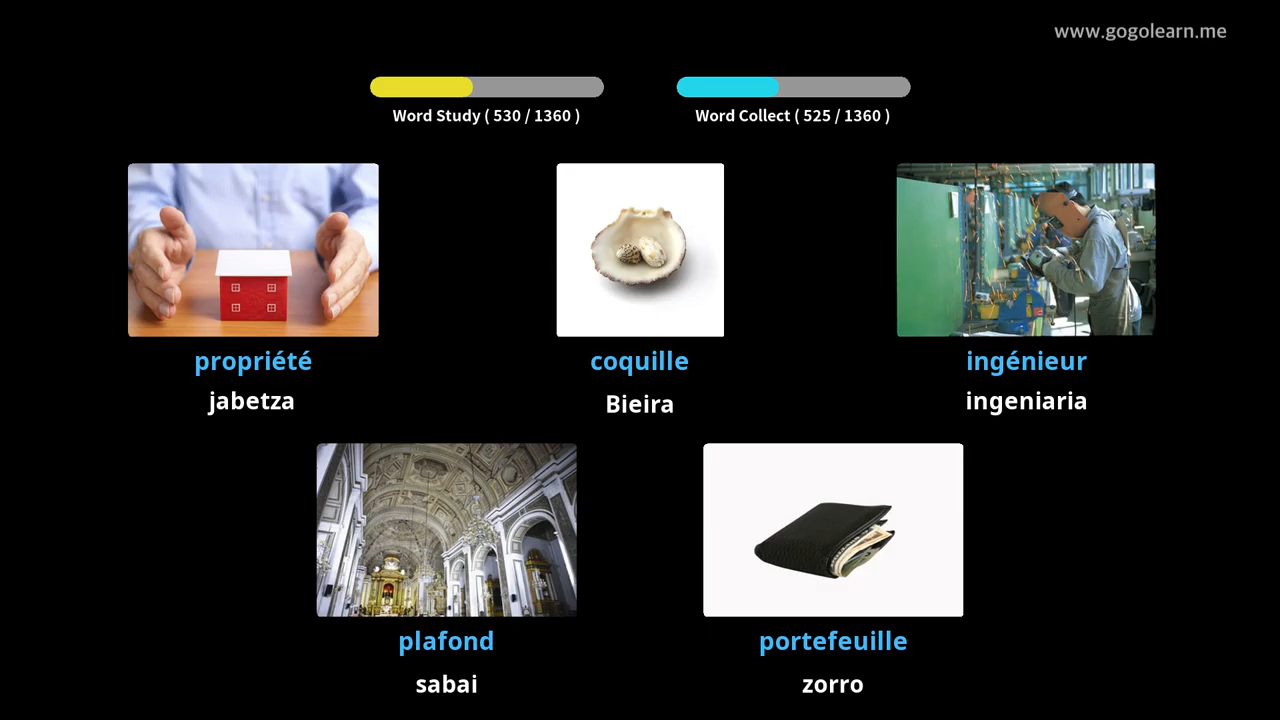 www.gogolearn.me
Word Study ( 530 / 1360 )
Word Collect ( 525 / 1360 )
propriété
jabetza
coquille
Bieira
ingénieur
ingeniaria
plafond
sabai
portefeuille
zorro